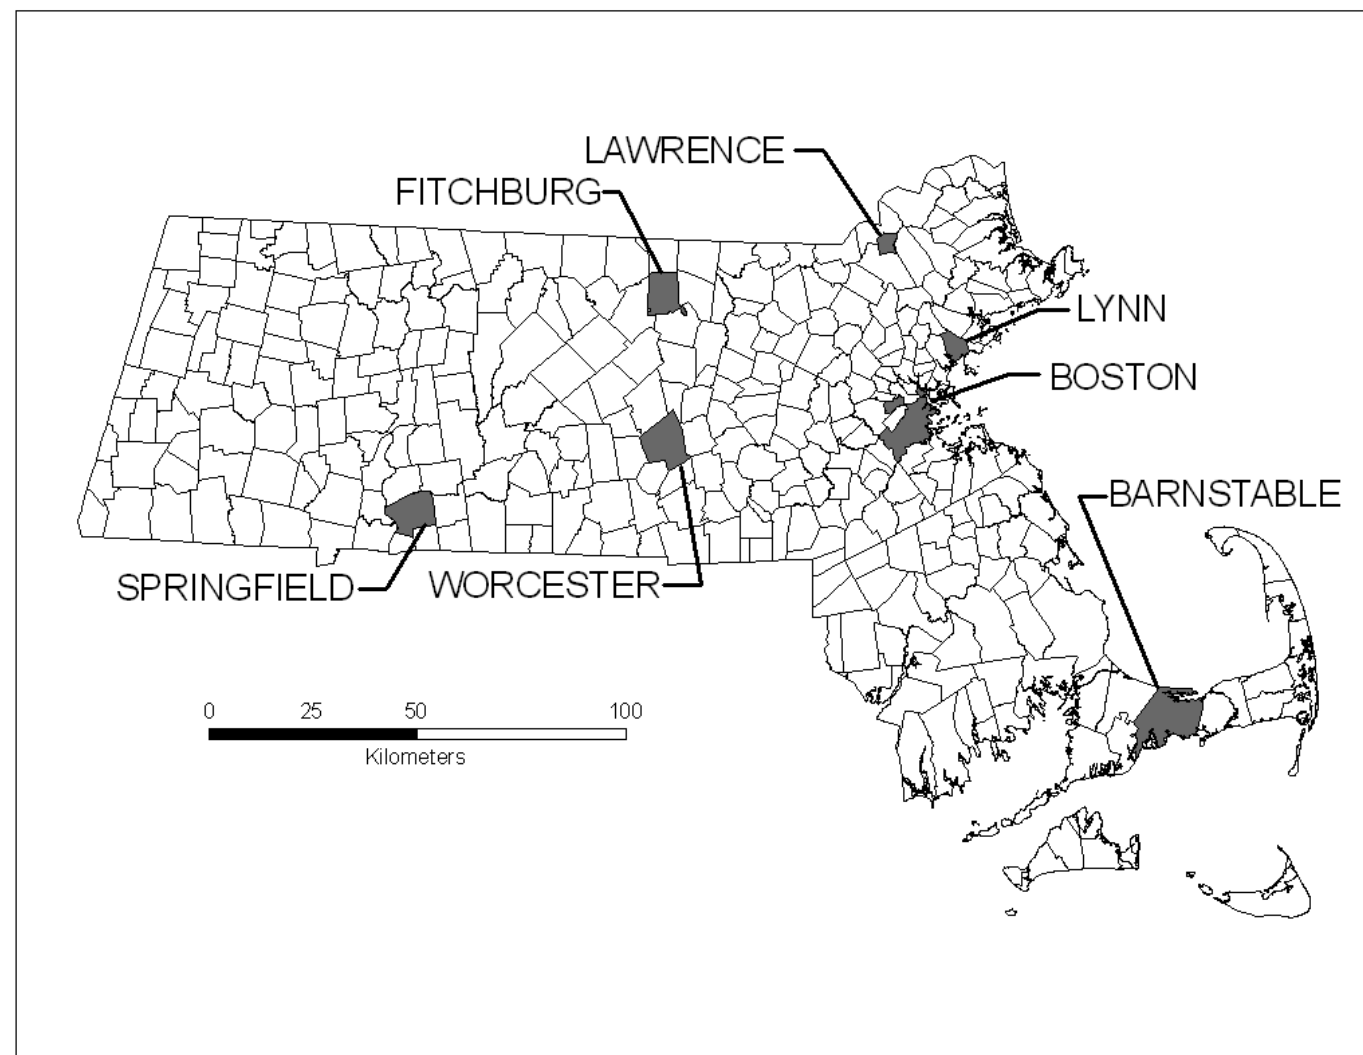 LAWRENCE
FITCHBURG
LYNN
BOSTON
BARNSTABLE
SPRINGFIELD
WORCESTER
0 25 50 100
Kilometers